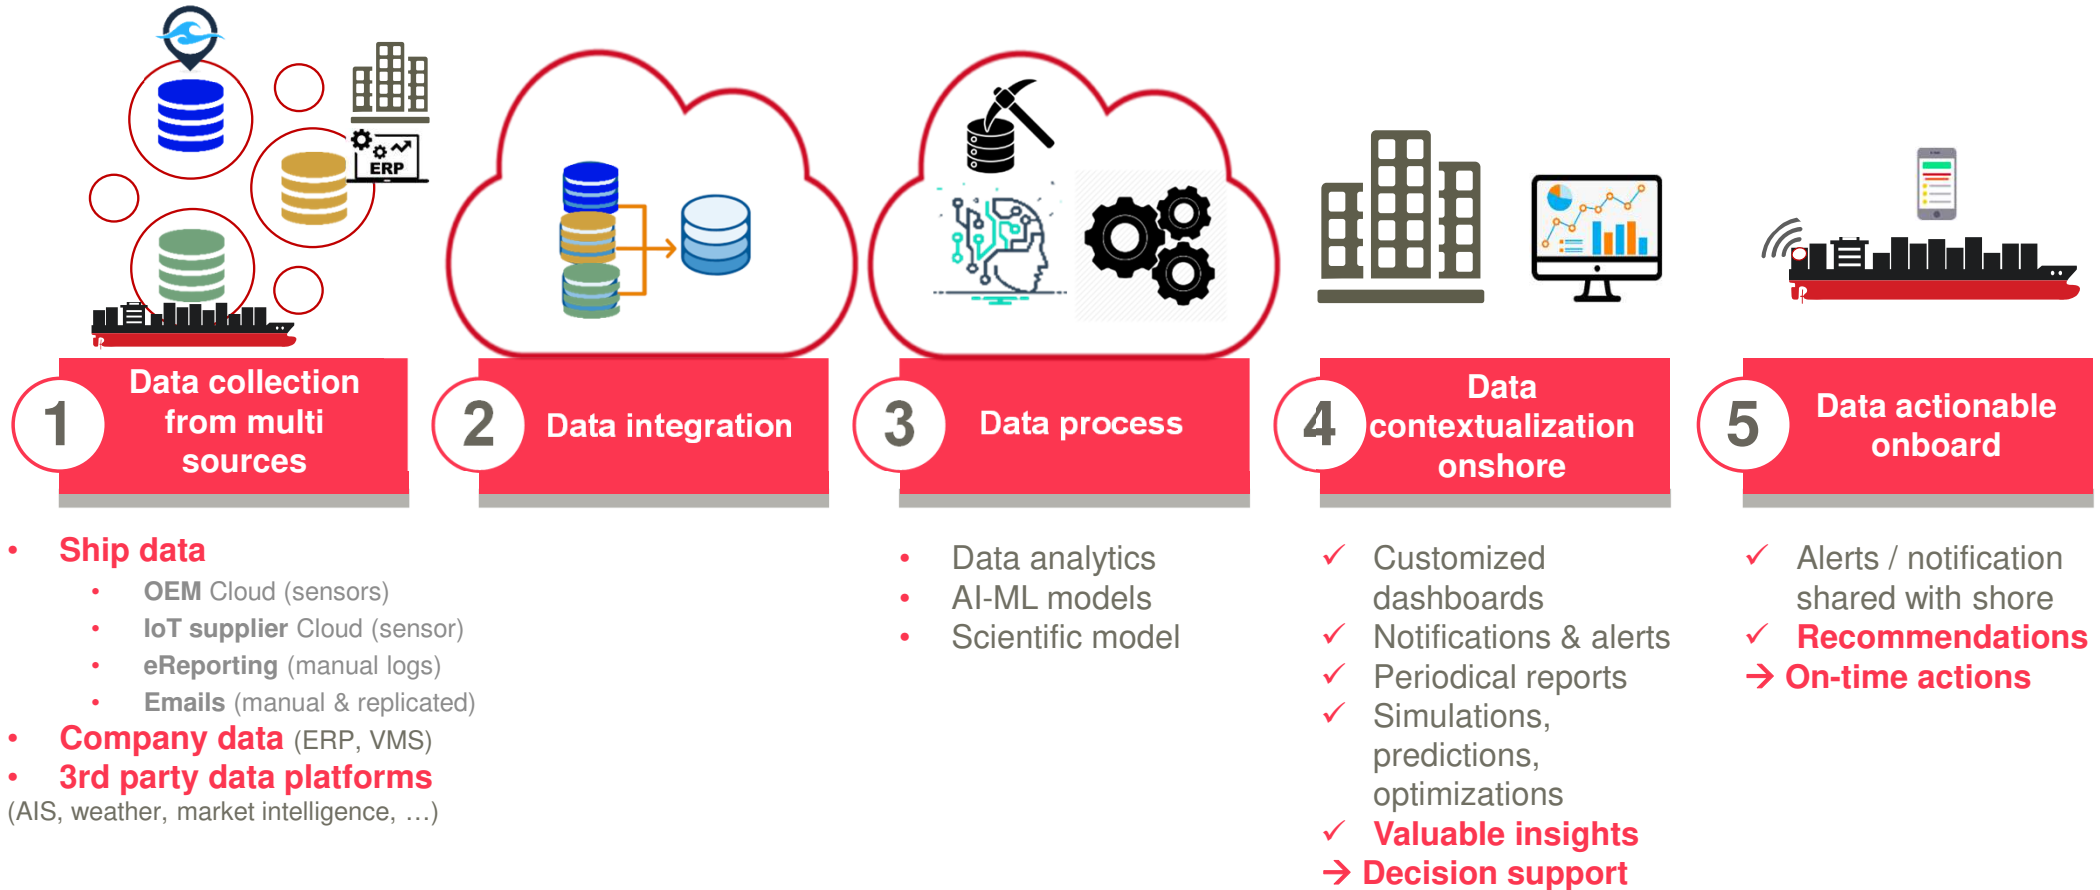 ERP
1
Data collection
from multi
sources
2
Data integration
3
Data process
4
Data
contextualization
onshore
5
Data actionable
onboard
• Ship data
• OEM Cloud (sensors)
• IoT supplier Cloud (sensor)
• eReporting (manual logs)
• Emails (manual & replicated)
• Company data (ERP, VMS)
• 3rd party data platforms
(AIS, weather, market intelligence, …)
• Data analytics
• AI-ML models
• Scientific model
✓ Customized
dashboards
✓ Notifications & alerts
✓ Periodical reports
✓ Simulations,
predictions,
optimizations
✓ Valuable insights
→ Decision support
✓ Alerts / notification
shared with shore
✓ Recommendations
→ On-time actions